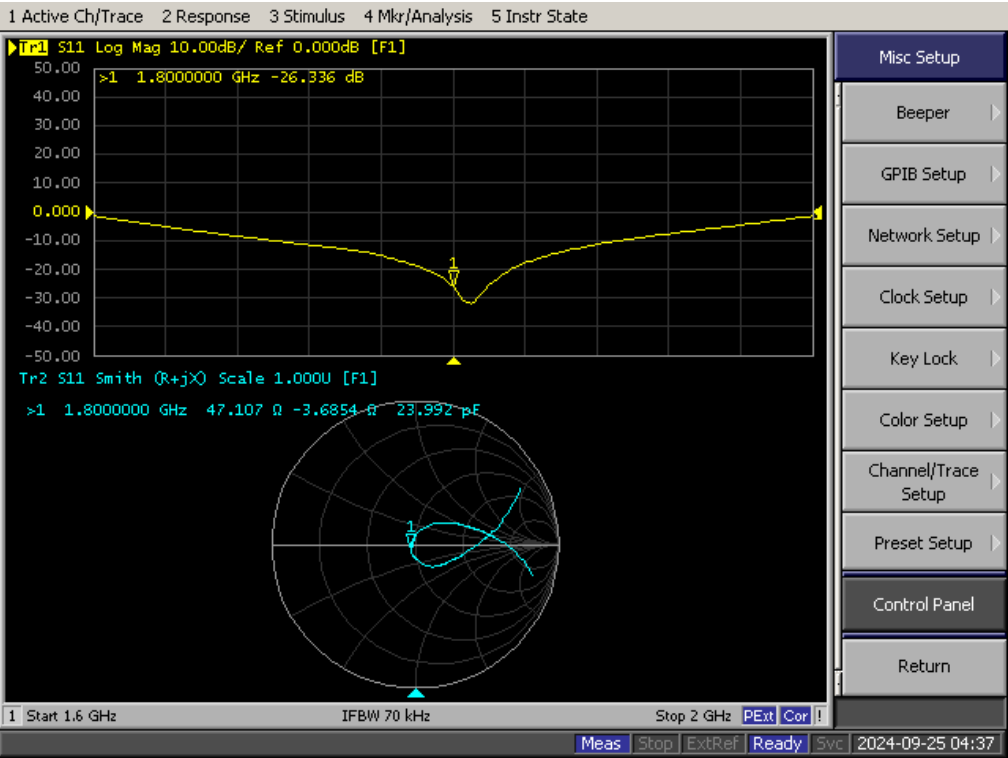 1 Active Ch/Trace 2 Response 3 Stimulus 4 Mkr/Analysis 5 Instr State
Tr1 S11 Log Mag 10.00dB/ Ref 0.000dB [F1]
>1 1.8000000 GHz -26.336 dB
50.00
40.00
30.00
20.00
10.00
0.000
-10.00
-20.00
-30.00
-40.00
-50.00
1
Tr2 S11 Smith (R+jX) Scale 1.000U [F1]
>1 1.8000000 GHz 47.107 Ω -3.6854 Ω 23.992 pF
1
1 Start 1.6 GHz IFBW 70 kHz Stop 2 GHz PExt Cor !
Misc Setup
Beeper
GPIB Setup
Network Setup
Clock Setup
Key Lock
Color Setup
Channel/Trace
Setup
Preset Setup
Control Panel
Return
Meas Stop ExtRef Ready Svc 2024-09-25 04:37